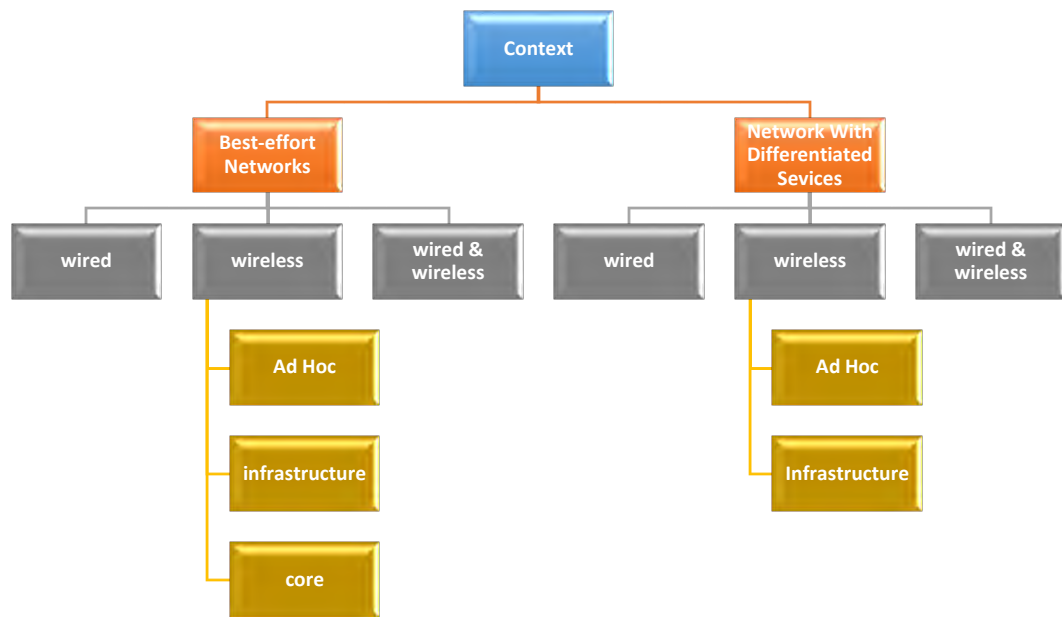 Context
Best-effort
Networks
Network With
Differentiated
Sevices
wired
wireless
wired &
wireless
wired
wireless
wired &
wireless
Ad Hoc
Ad Hoc
infrastructure
Infrastructure
core